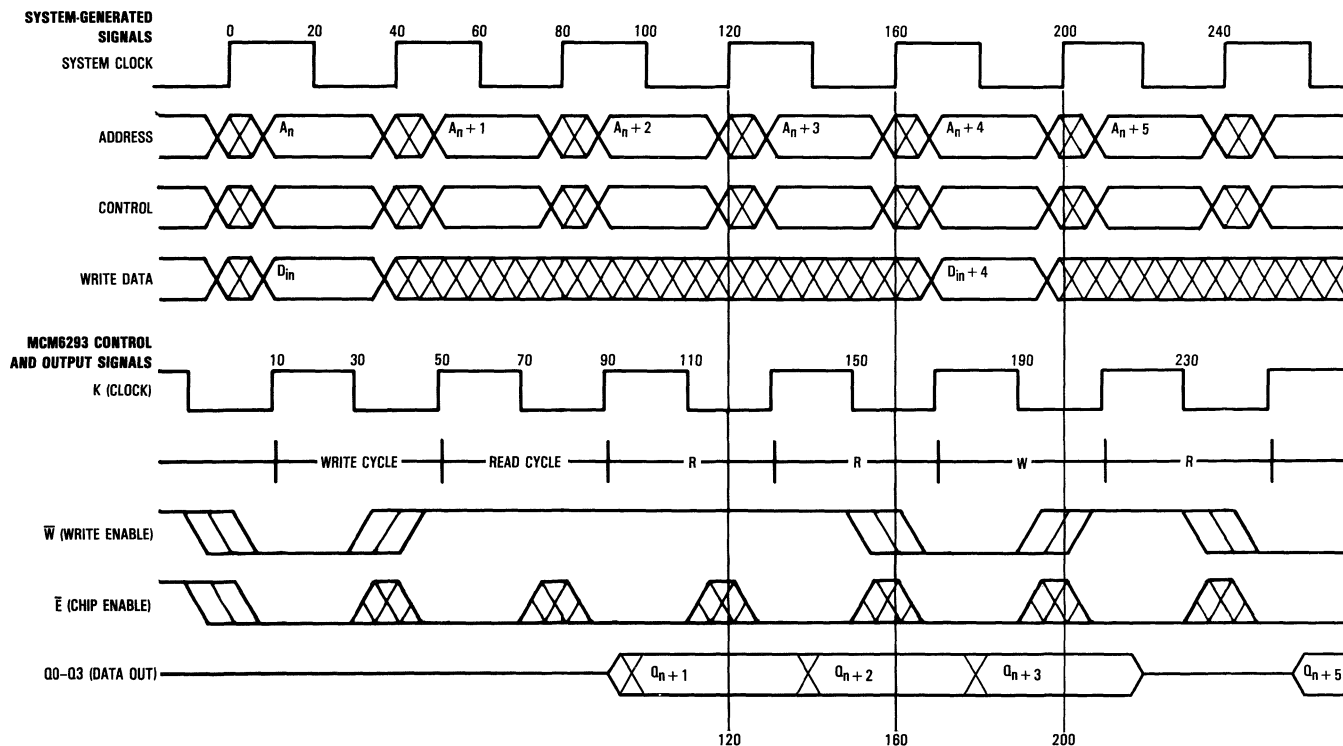 SYSTEM-GENERATED
SIGNALS
0 20 40 60 80 100 120 160 200 240
SYSTEM CLOCK
ADDRESS An An + 1 An + 2 An + 3 An + 4 An + 5
CONTROL
WRITE DATA Din Din + 4
MCM6293 CONTROL
AND OUTPUT SIGNALS
10 30 50 70 90 110 150 190 230
K (CLOCK)
WRITE CYCLE READ CYCLE R R W R
W̅ (WRITE ENABLE)
E̅ (CHIP ENABLE)
Q0–Q3 (DATA OUT) Qn + 1 Qn + 2 Qn + 3 Qn + 5
120 160 200